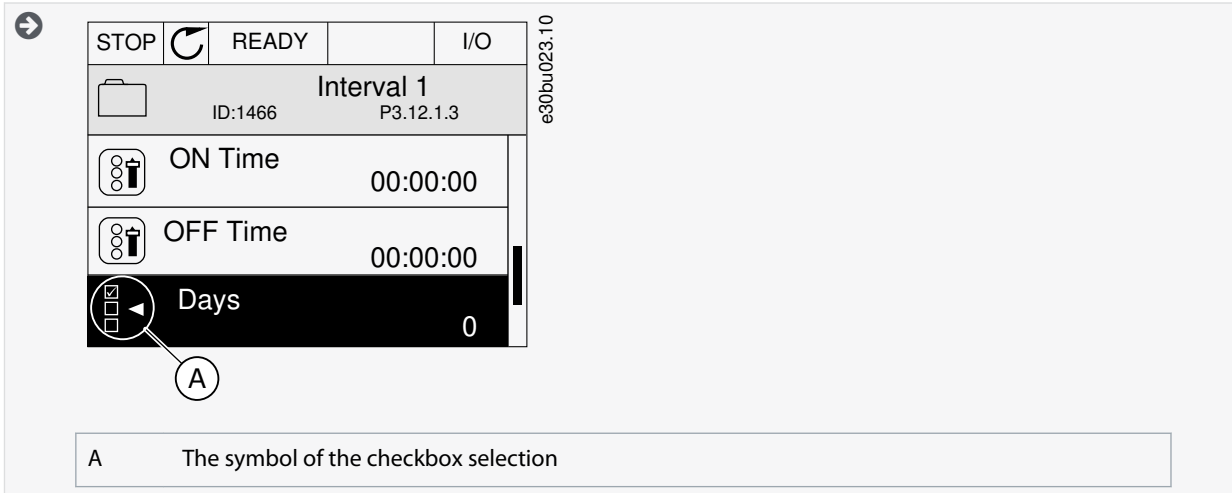 STOP READY I/O
Interval 1
ID:1466 P3.12.1.3
ON Time
00:00:00
OFF Time
00:00:00
Days
0
A
e30bu023.10
A The symbol of the checkbox selection